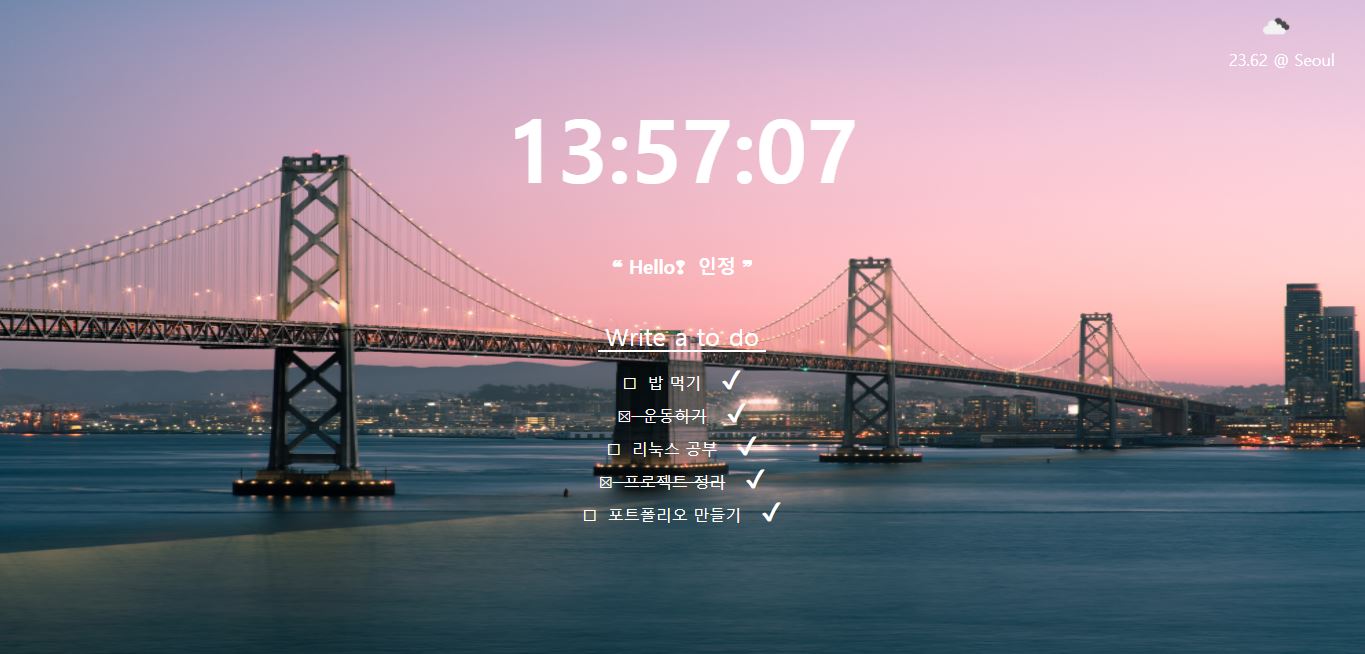 23.62 @ Seoul
13:57:07
❝ Hello❣ 인정 ❞
Write a to do
☐ 밥 먹기 ✔
☒ 운동하기 ✔
☐ 리눅스 공부 ✔
☒ 프로젝트 정리 ✔
☐ 포트폴리오 만들기 ✔